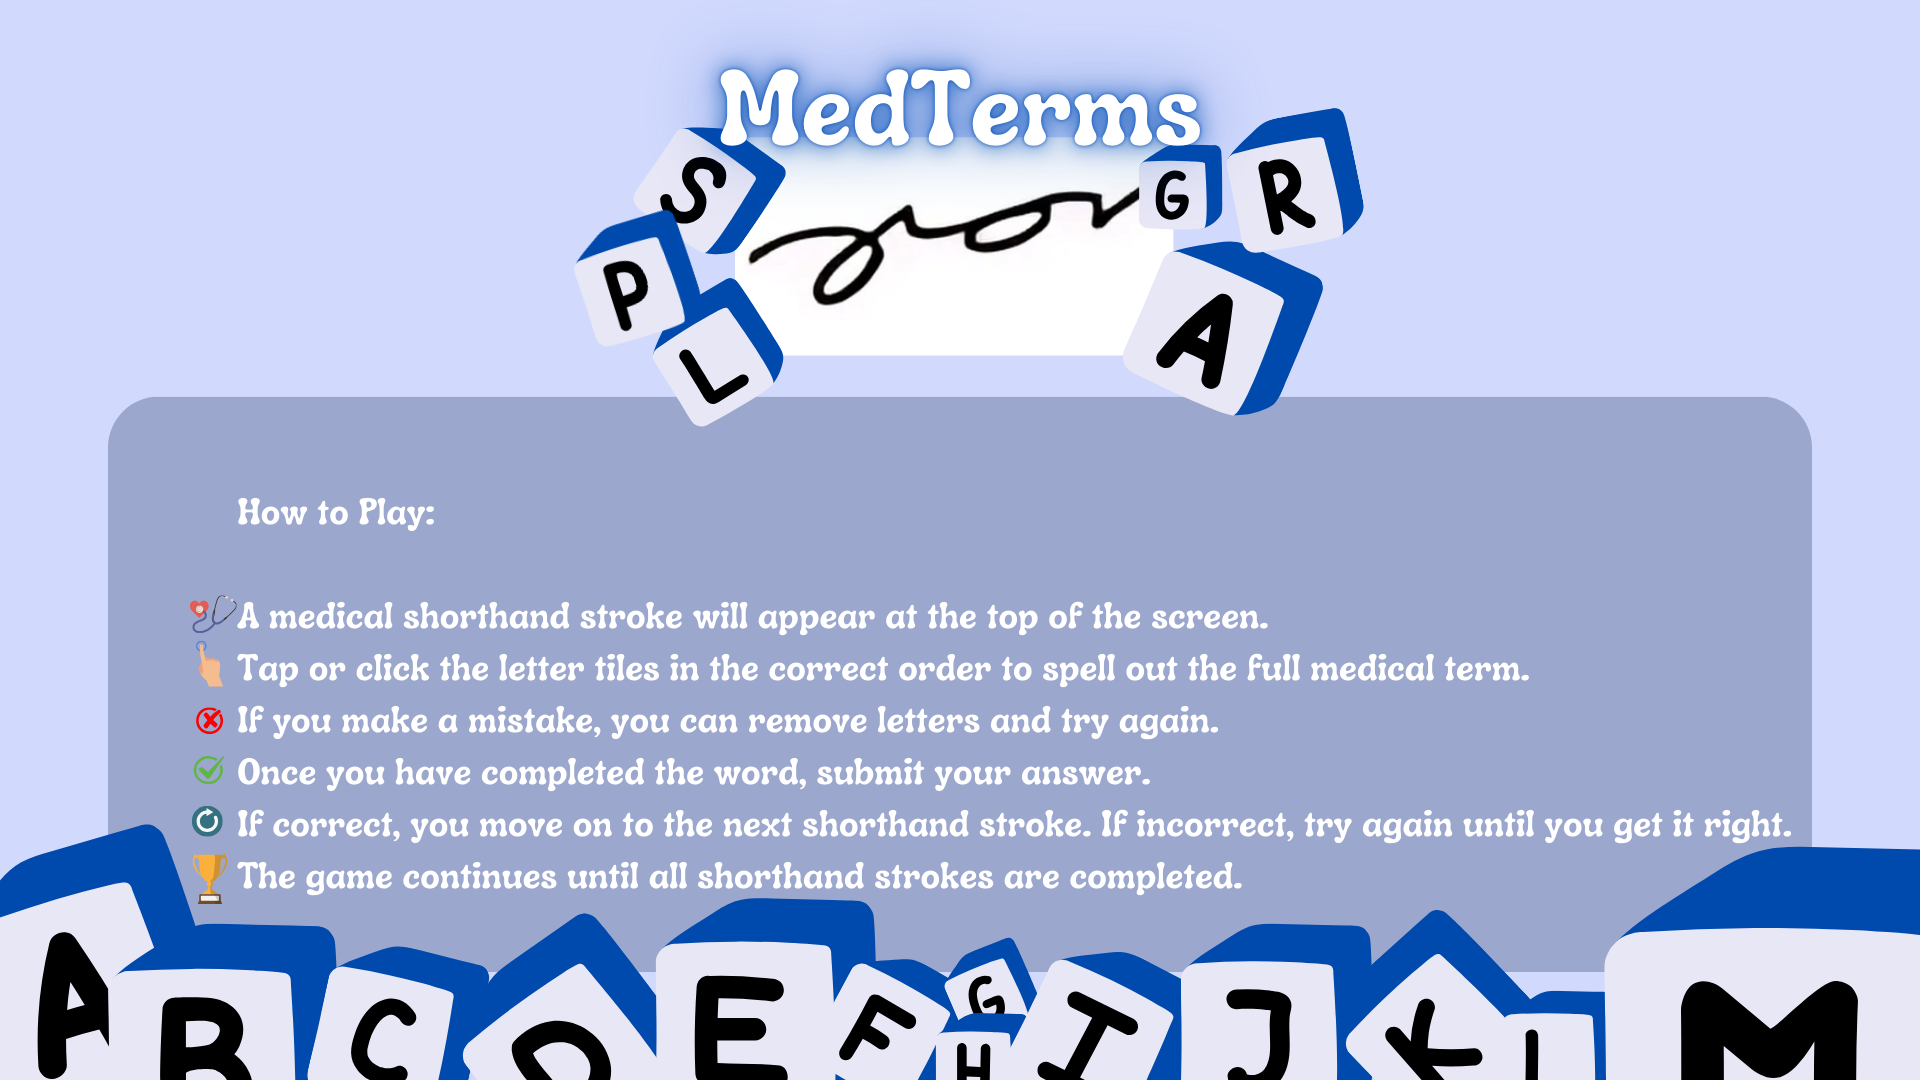 MedTerms
S
G R
P
L
A
How to Play:
A medical shorthand stroke will appear at the top of the screen.
Tap or click the letter tiles in the correct order to spell out the full medical term.
If you make a mistake, you can remove letters and try again.
Once you have completed the word, submit your answer.
If correct, you move on to the next shorthand stroke. If incorrect, try again until you get it right.
The game continues until all shorthand strokes are completed.
A B C D E F G H I J K L M